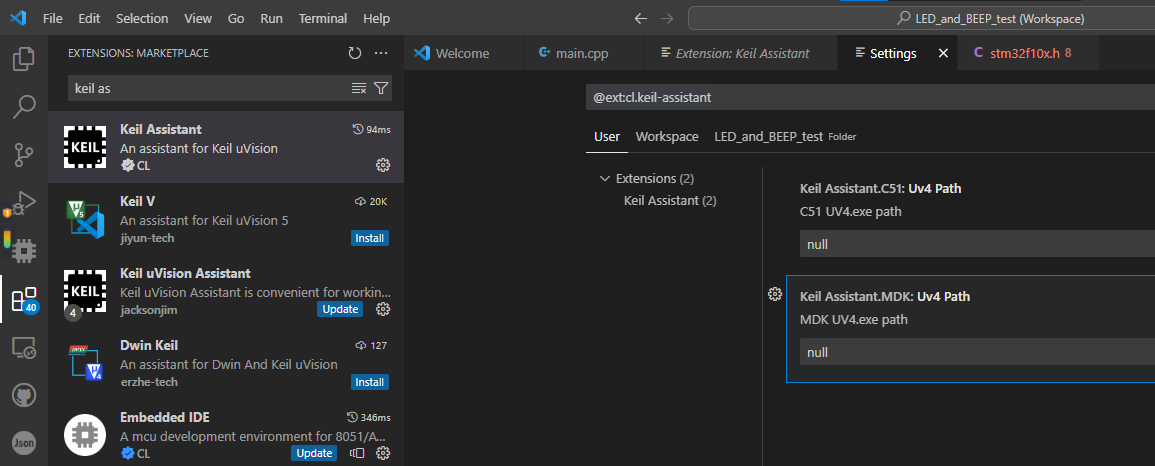 File Edit Selection View Go Run Terminal Help
LED_and_BEEP_test (Workspace)
EXTENSIONS: MARKETPLACE
Welcome
main.cpp
Extension: Keil Assistant
Settings
stm32f10x.h 8
keil as
@ext:cl.keil-assistant
KEIL
Keil Assistant
94ms
An assistant for Keil uVision
CL
Keil V
20K
An assistant for Keil uVision 5
jiyun-tech
Install
KEIL
4
Keil uVision Assistant
Keil uVision Assistant is convenient for workin...
jacksonjim
Update
Dwin Keil
127
An assistant for Dwin And Keil uVision
erzhe-tech
Install
Embedded IDE
346ms
A mcu development environment for 8051/A...
CL
Update
1
40
Json
User Workspace LED_and_BEEP_test Folder
Extensions (2)
Keil Assistant (2)
Keil Assistant.C51: Uv4 Path
C51 UV4.exe path
null
Keil Assistant.MDK: Uv4 Path
MDK UV4.exe path
null